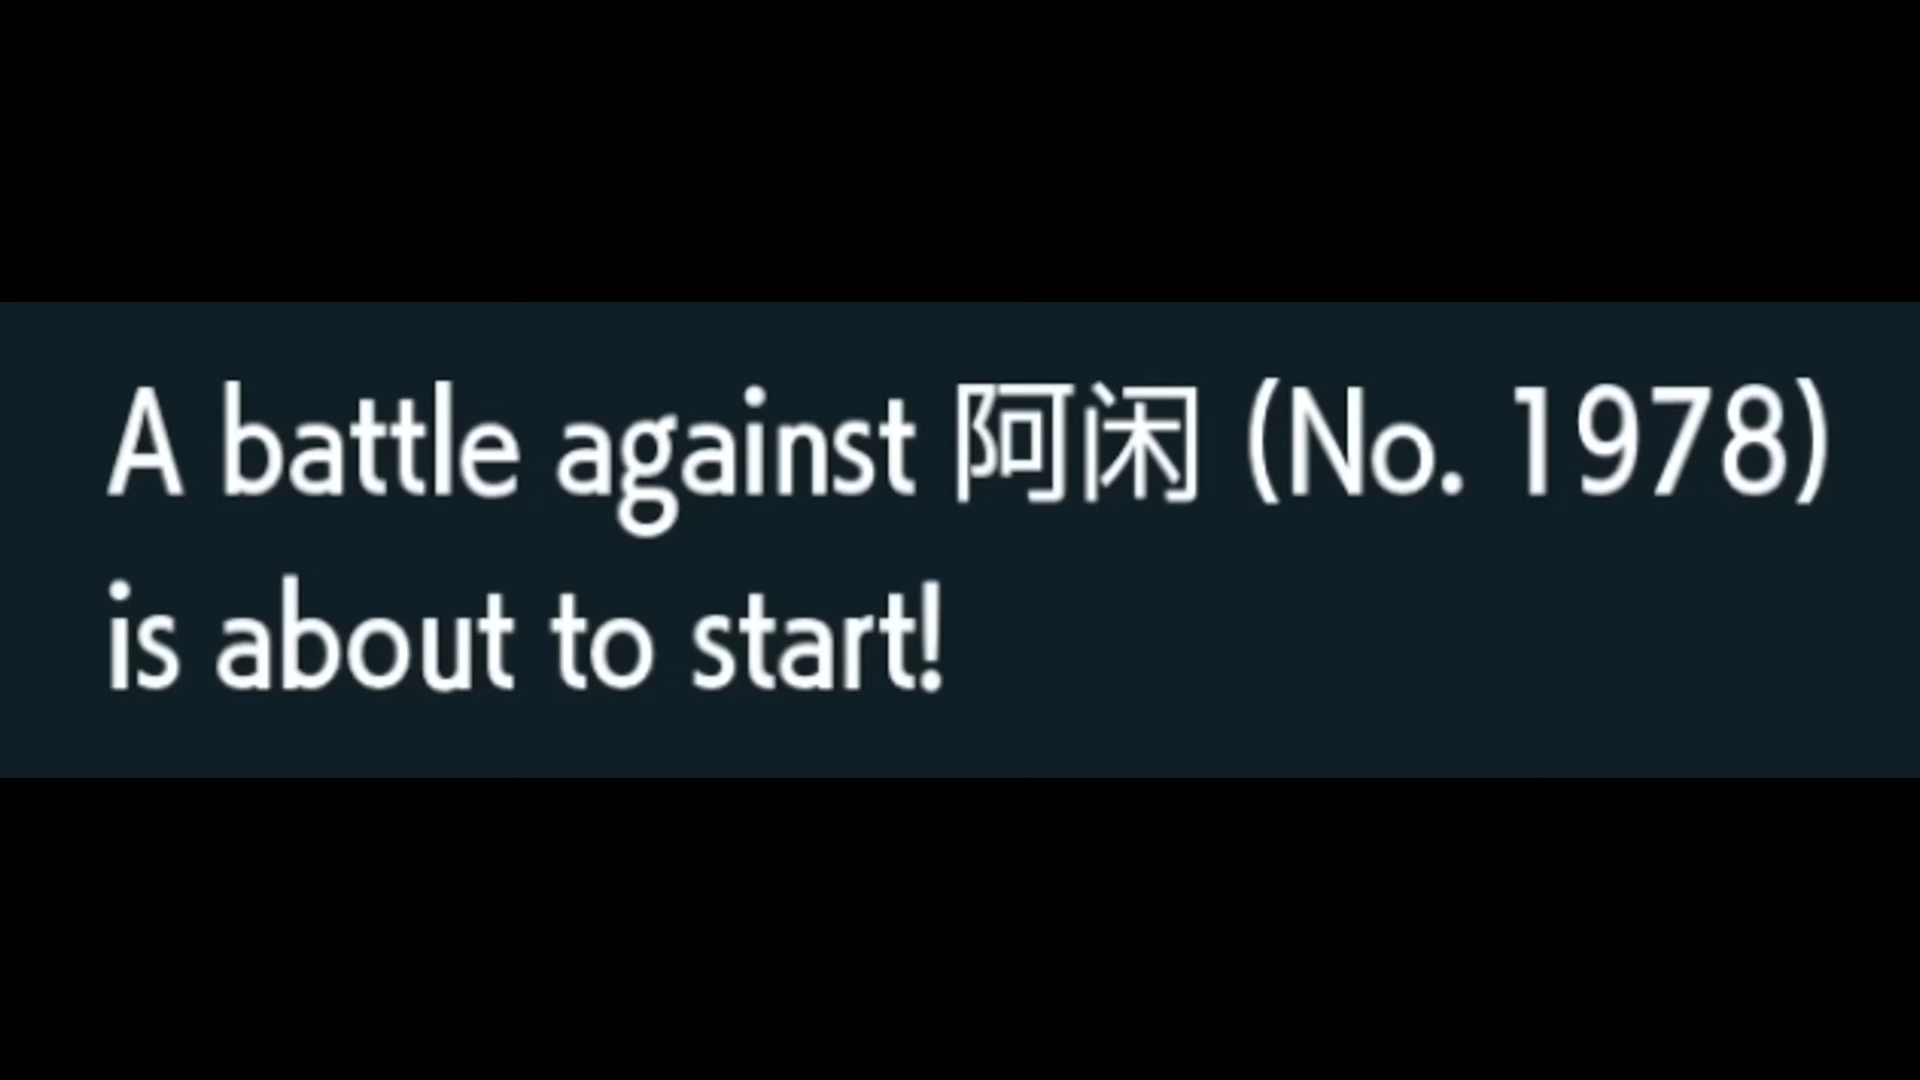 A battle against 阿闲 (No. 1978)
is about to start!